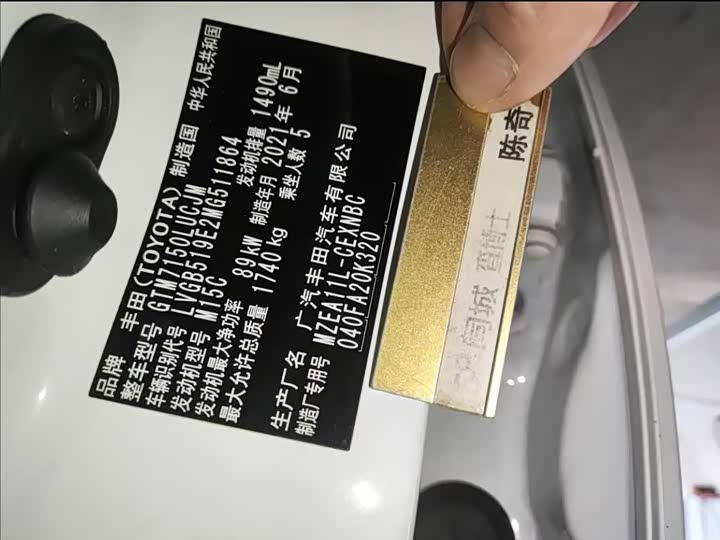 品牌 丰田(TOYOTA) 制造国 中华人民共和国
整车型号 GTM7150LUCJM
车辆识别代号 LVGB519E2MG511864
发动机型号 M15C 发动机排量 1490mL
发动机最大净功率 89kW 制造年月 2021年 6月
最大允许总质量 1740kg 乘坐人数 5
生产厂名 广汽丰田汽车有限公司
制造厂专用号 MZEA11L-CEXMBC
040FA20K320
陈奇
查博士